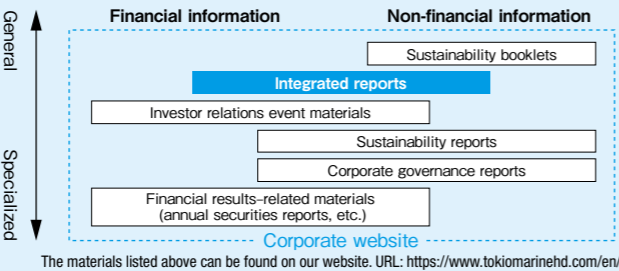 Financial information
Non-financial information
General
Sustainability booklets
Integrated reports
Investor relations event materials
Sustainability reports
Corporate governance reports
Specialized
Financial results–related materials
(annual securities reports, etc.)
Corporate website
The materials listed above can be found on our website. URL: https://www.tokiomarinehd.com/en/